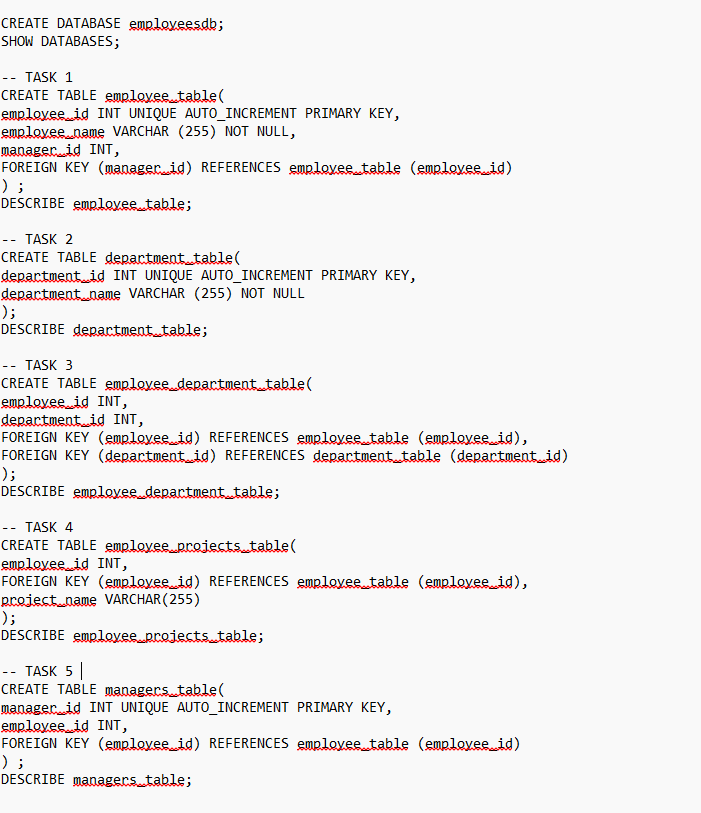 CREATE DATABASE employeesdb;
SHOW DATABASES;
-- TASK 1
CREATE TABLE employee_table(
employee_id INT UNIQUE AUTO_INCREMENT PRIMARY KEY,
employee_name VARCHAR (255) NOT NULL,
manager_id INT,
FOREIGN KEY (manager_id) REFERENCES employee_table (employee_id)
) ;
DESCRIBE employee_table;
-- TASK 2
CREATE TABLE department_table(
department_id INT UNIQUE AUTO_INCREMENT PRIMARY KEY,
department_name VARCHAR (255) NOT NULL
);
DESCRIBE department_table;
-- TASK 3
CREATE TABLE employee_department_table(
employee_id INT,
department_id INT,
FOREIGN KEY (employee_id) REFERENCES employee_table (employee_id),
FOREIGN KEY (department_id) REFERENCES department_table (department_id)
);
DESCRIBE employee_department_table;
-- TASK 4
CREATE TABLE employee_projects_table(
employee_id INT,
FOREIGN KEY (employee_id) REFERENCES employee_table (employee_id),
project_name VARCHAR(255)
);
DESCRIBE employee_projects_table;
-- TASK 5
CREATE TABLE managers_table(
manager_id INT UNIQUE AUTO_INCREMENT PRIMARY KEY,
employee_id INT,
FOREIGN KEY (employee_id) REFERENCES employee_table (employee_id)
) ;
DESCRIBE managers_table;